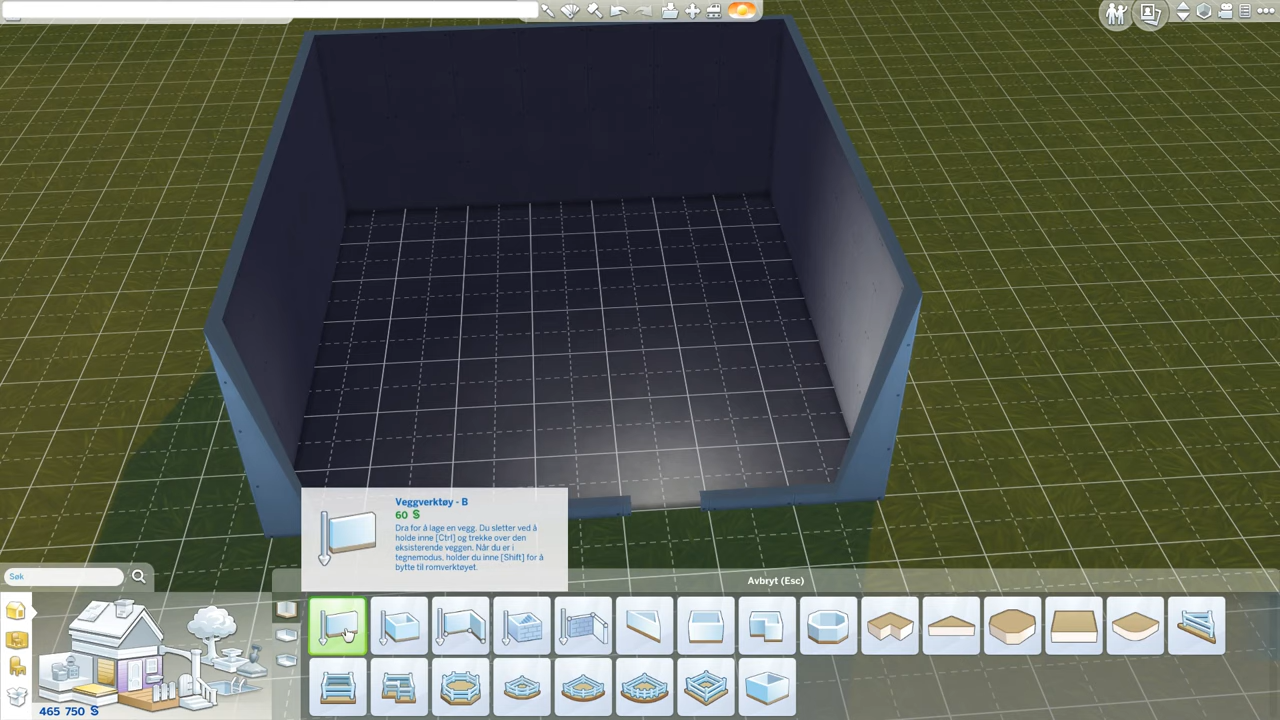 Veggverktøy - B
60 §
Dra for å lage en vegg. Du sletter ved å
holde inne [Ctrl] og trekke over den
eksisterende veggen. Når du er i
tegnemodus, holder du inne [Shift] for å
bytte til romverktøyet.
Søk
Avbryt (Esc)
465 750 §